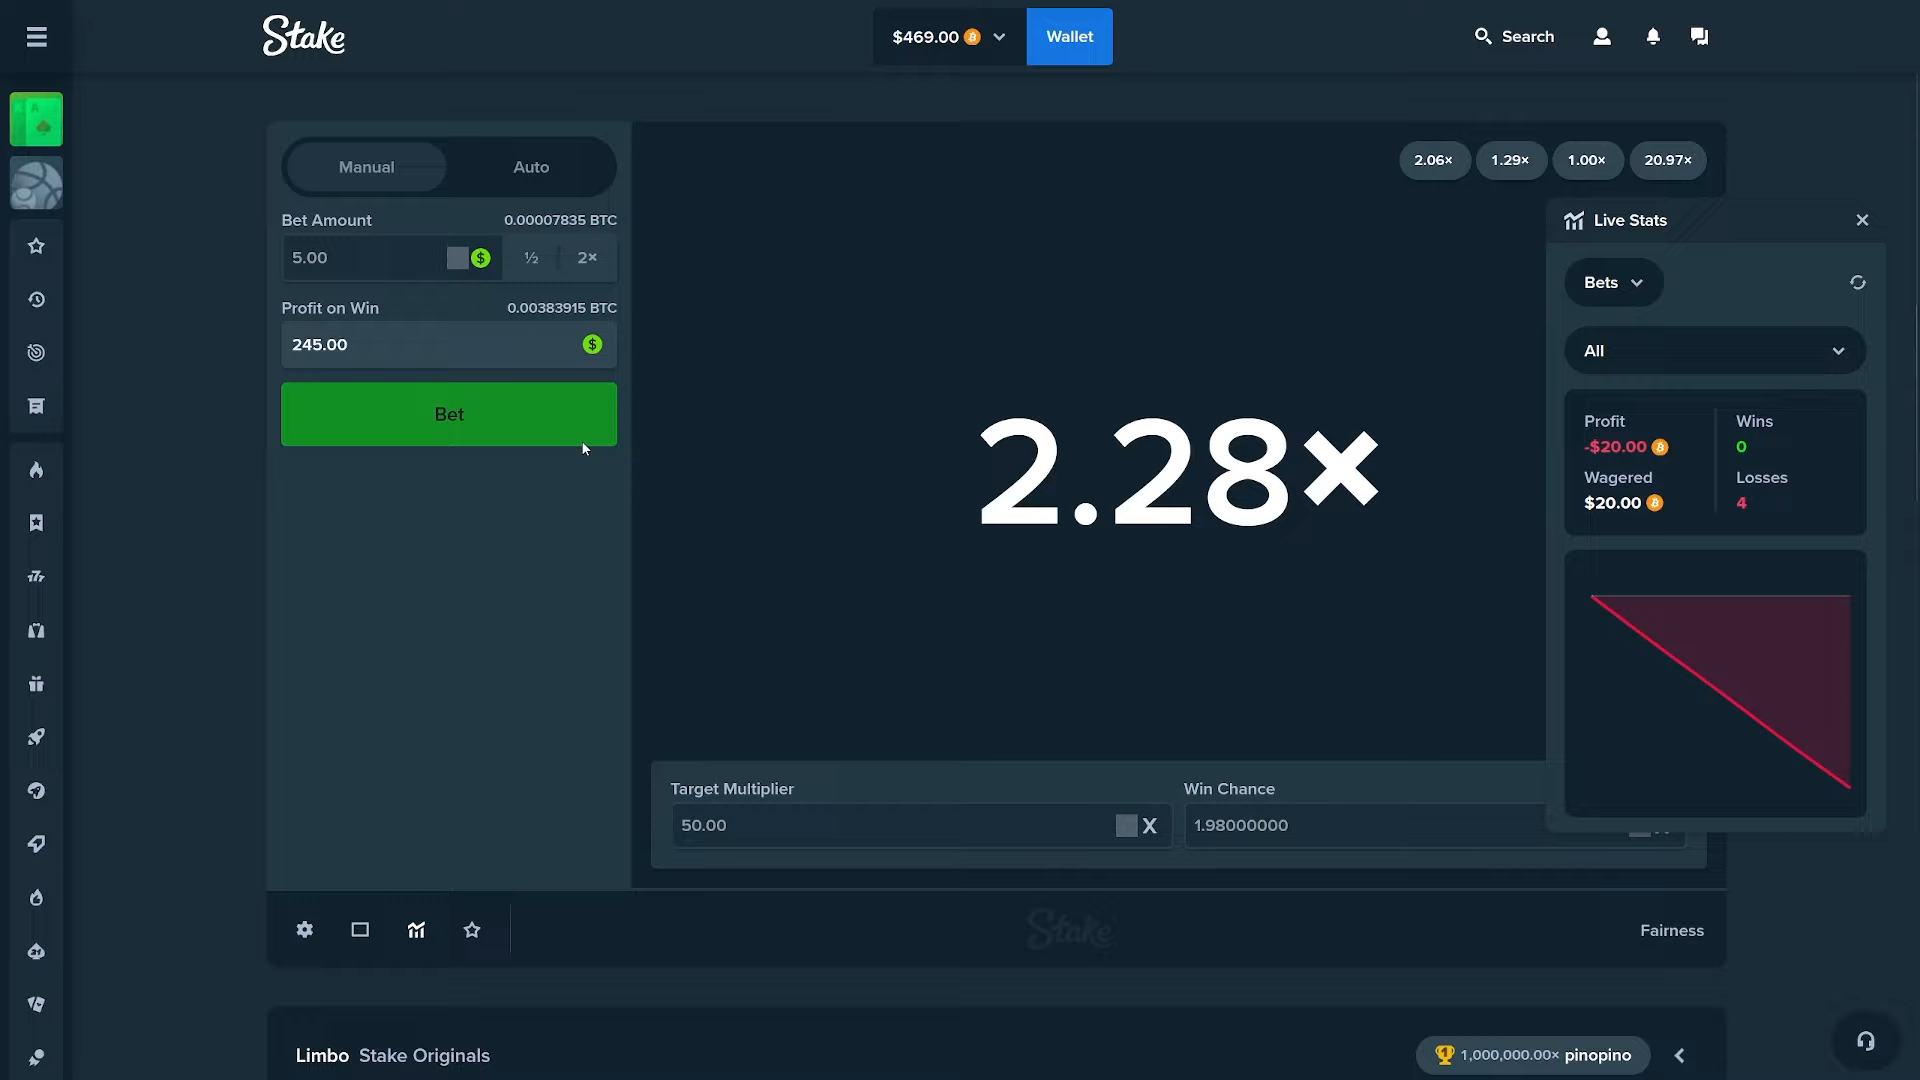 Stake
$469.00
Wallet
Search
Manual
Auto
2.06×
1.29×
1.00×
20.97×
Bet Amount
0.00007835 BTC
5.00
$
½
2×
Profit on Win
0.00383915 BTC
245.00
$
Bet
2.28×
Live Stats
Bets
All
Profit
Wins
-$20.00
0
Wagered
Losses
$20.00
4
Target Multiplier
Win Chance
50.00
X
1.98000000
Stake
Fairness
Limbo Stake Originals
1,000,000.00× pinopino